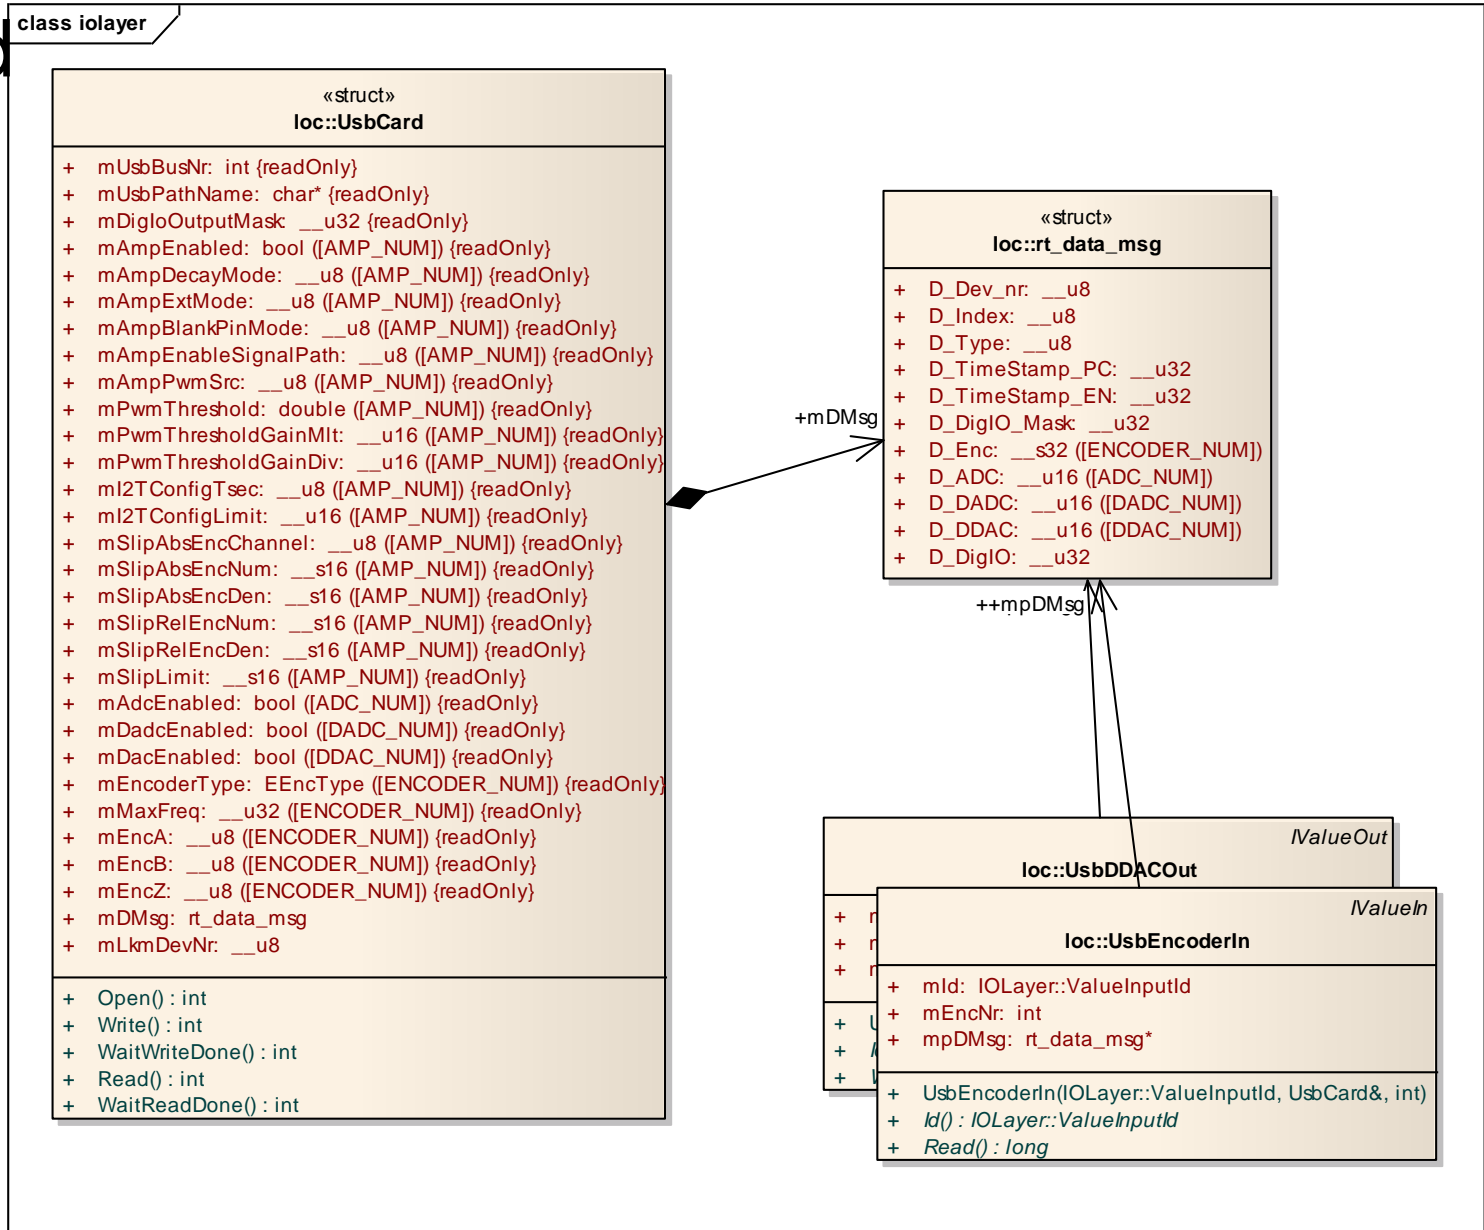 class iolayer
«struct»
loc::UsbCard
+ mUsbBusNr: int {readOnly}
+ mUsbPathName: char* {readOnly}
+ mDigIoOutputMask: __u32 {readOnly}
+ mAmpEnabled: bool ([AMP_NUM]) {readOnly}
+ mAmpDecayMode: __u8 ([AMP_NUM]) {readOnly}
+ mAmpExtMode: __u8 ([AMP_NUM]) {readOnly}
+ mAmpBlankPinMode: __u8 ([AMP_NUM]) {readOnly}
+ mAmpEnableSignalPath: __u8 ([AMP_NUM]) {readOnly}
+ mAmpPwmSrc: __u8 ([AMP_NUM]) {readOnly}
+ mPwmThreshold: double ([AMP_NUM]) {readOnly}
+ mPwmThresholdGainMlt: __u16 ([AMP_NUM]) {readOnly}
+ mPwmThresholdGainDiv: __u16 ([AMP_NUM]) {readOnly}
+ mI2TConfigTsec: __u8 ([AMP_NUM]) {readOnly}
+ mI2TConfigLimit: __u16 ([AMP_NUM]) {readOnly}
+ mSlipAbsEncChannel: __u8 ([AMP_NUM]) {readOnly}
+ mSlipAbsEncNum: __s16 ([AMP_NUM]) {readOnly}
+ mSlipAbsEncDen: __s16 ([AMP_NUM]) {readOnly}
+ mSlipRelEncNum: __s16 ([AMP_NUM]) {readOnly}
+ mSlipRelEncDen: __s16 ([AMP_NUM]) {readOnly}
+ mSlipLimit: __s16 ([AMP_NUM]) {readOnly}
+ mAdcEnabled: bool ([ADC_NUM]) {readOnly}
+ mDadcEnabled: bool ([DADC_NUM]) {readOnly}
+ mDacEnabled: bool ([DDAC_NUM]) {readOnly}
+ mEncoderType: EEncType ([ENCODER_NUM]) {readOnly}
+ mMaxFreq: __u32 ([ENCODER_NUM]) {readOnly}
+ mEncA: __u8 ([ENCODER_NUM]) {readOnly}
+ mEncB: __u8 ([ENCODER_NUM]) {readOnly}
+ mEncZ: __u8 ([ENCODER_NUM]) {readOnly}
+ mDMsg: rt_data_msg
+ mLkmDevNr: __u8
+ Open() : int
+ Write() : int
+ WaitWriteDone() : int
+ Read() : int
+ WaitReadDone() : int
+mDMsg
«struct»
loc::rt_data_msg
+ D_Dev_nr: __u8
+ D_Index: __u8
+ D_Type: __u8
+ D_TimeStamp_PC: __u32
+ D_TimeStamp_EN: __u32
+ D_DigIO_Mask: __u32
+ D_Enc: __s32 ([ENCODER_NUM])
+ D_ADC: __u16 ([ADC_NUM])
+ D_DADC: __u16 ([DADC_NUM])
+ D_DDAC: __u16 ([DDAC_NUM])
+ D_DigIO: __u32
++mpDMsg
IValueOut
loc::UsbDDACOut
+
+
+
+
+
+
IValueIn
loc::UsbEncoderIn
+ mId: IOLayer::ValueInputId
+ mEncNr: int
+ mpDMsg: rt_data_msg*
+ UsbEncoderIn(IOLayer::ValueInputId, UsbCard&, int)
+ Id() : IOLayer::ValueInputId
+ Read() : long